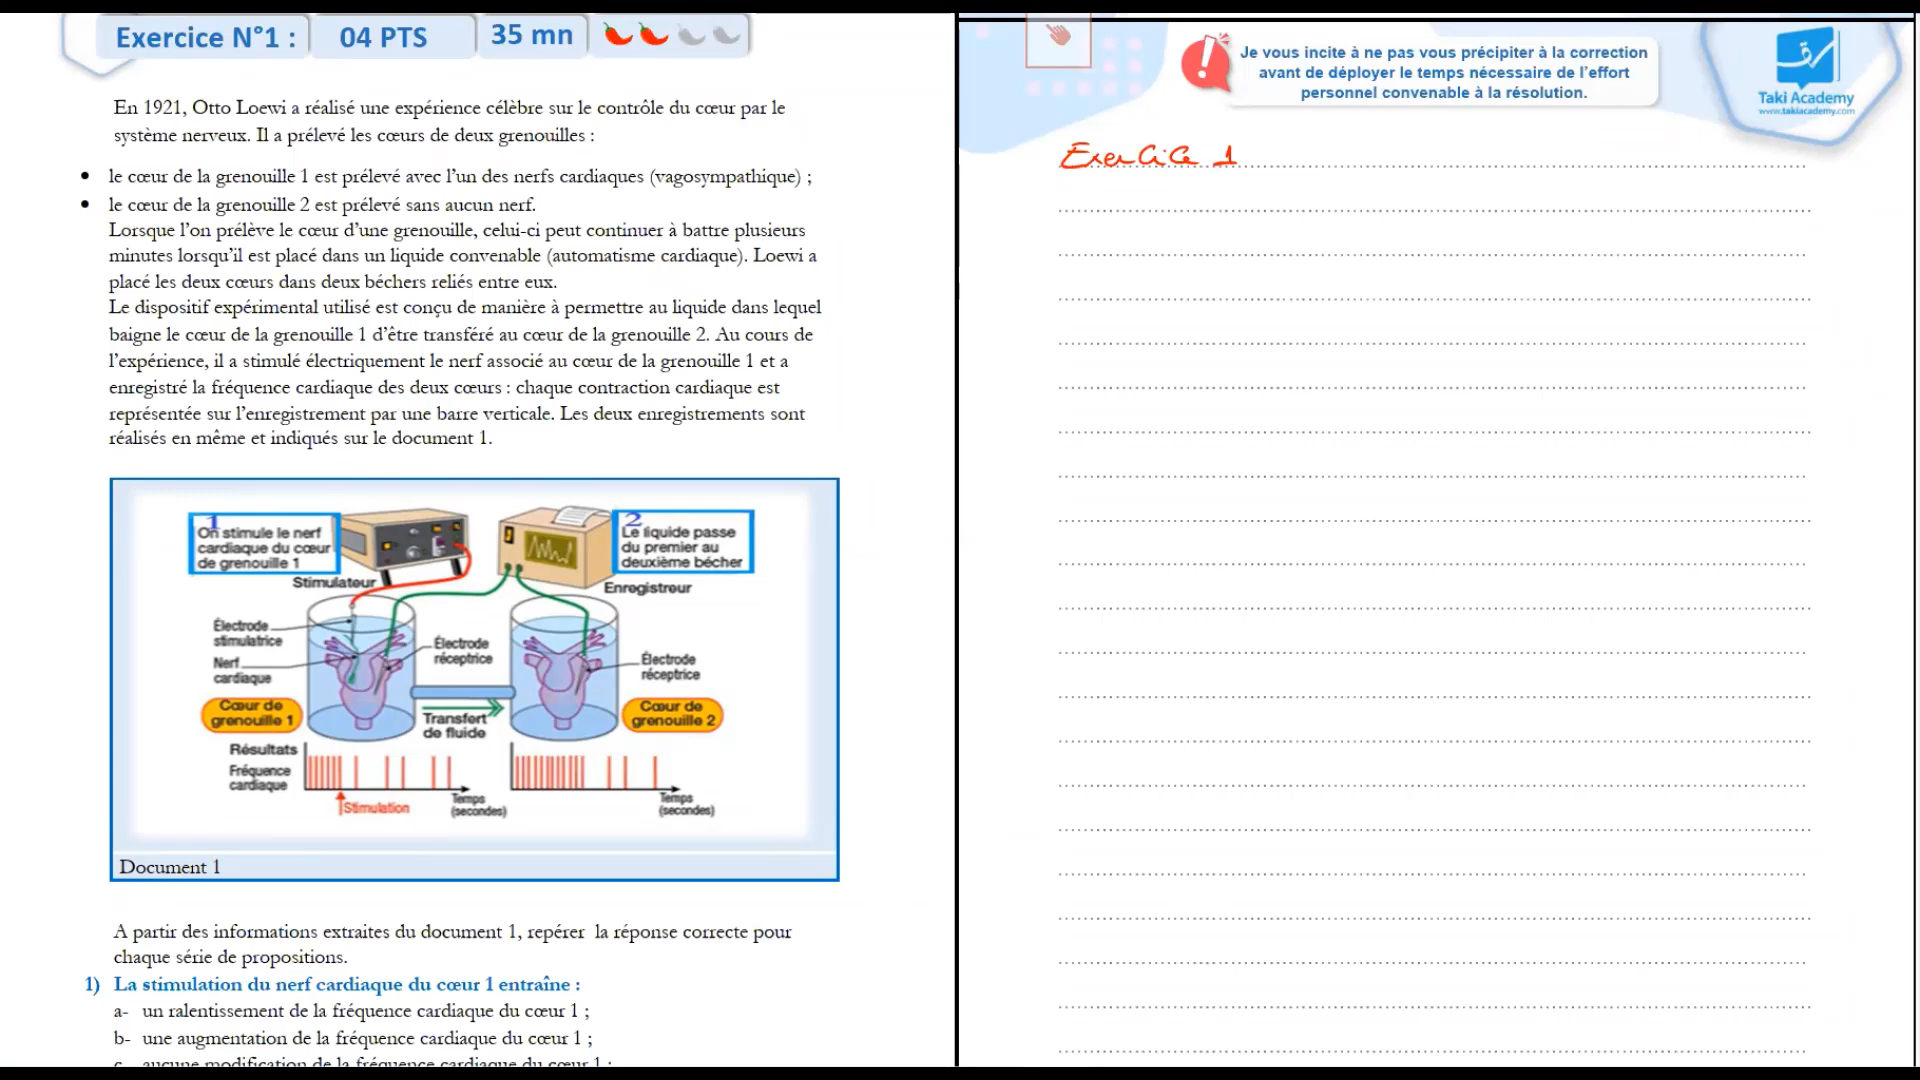 Exercice N°1 :
04 PTS
35 mn
En 1921, Otto Loewi a réalisé une expérience célèbre sur le contrôle du cœur par le
système nerveux. Il a prélevé les cœurs de deux grenouilles :
• le cœur de la grenouille 1 est prélevé avec l'un des nerfs cardiaques (vagosympathique) ;
• le cœur de la grenouille 2 est prélevé sans aucun nerf.
Lorsque l'on prélève le cœur d'une grenouille, celui-ci peut continuer à battre plusieurs
minutes lorsqu'il est placé dans un liquide convenable (automatisme cardiaque). Loewi a
placé les deux cœurs dans deux béchers reliés entre eux.
Le dispositif expérimental utilisé est conçu de manière à permettre au liquide dans lequel
baigne le cœur de la grenouille 1 d'être transféré au cœur de la grenouille 2. Au cours de
l'expérience, il a stimulé électriquement le nerf associé au cœur de la grenouille 1 et a
enregistré la fréquence cardiaque des deux cœurs : chaque contraction cardiaque est
représentée sur l'enregistrement par une barre verticale. Les deux enregistrements sont
réalisés en même et indiqués sur le document 1.
1
On stimule le nerf
cardiaque du cœur
de grenouille 1
Stimulateur
2
Le liquide passe
du premier au
deuxième bécher
Enregistreur
Électrode
stimulatrice
Nerf
cardiaque
Électrode
réceptrice
Électrode
réceptrice
Cœur de
grenouille 1
Transfert
de fluide
Cœur de
grenouille 2
Résultats
Fréquence
cardiaque
Stimulation
Temps
(secondes)
Temps
(secondes)
Document 1
A partir des informations extraites du document 1, repérer la réponse correcte pour
chaque série de propositions.
1) La stimulation du nerf cardiaque du cœur 1 entraîne :
a- un ralentissement de la fréquence cardiaque du cœur 1 ;
b- une augmentation de la fréquence cardiaque du cœur 1 ;
c- aucune modification de la fréquence cardiaque du cœur 1 ;
Je vous incite à ne pas vous précipiter à la correction
avant de déployer le temps nécessaire de l'effort
personnel convenable à la résolution.
Taki Academy
www.takiacademy.com
Exercice 1